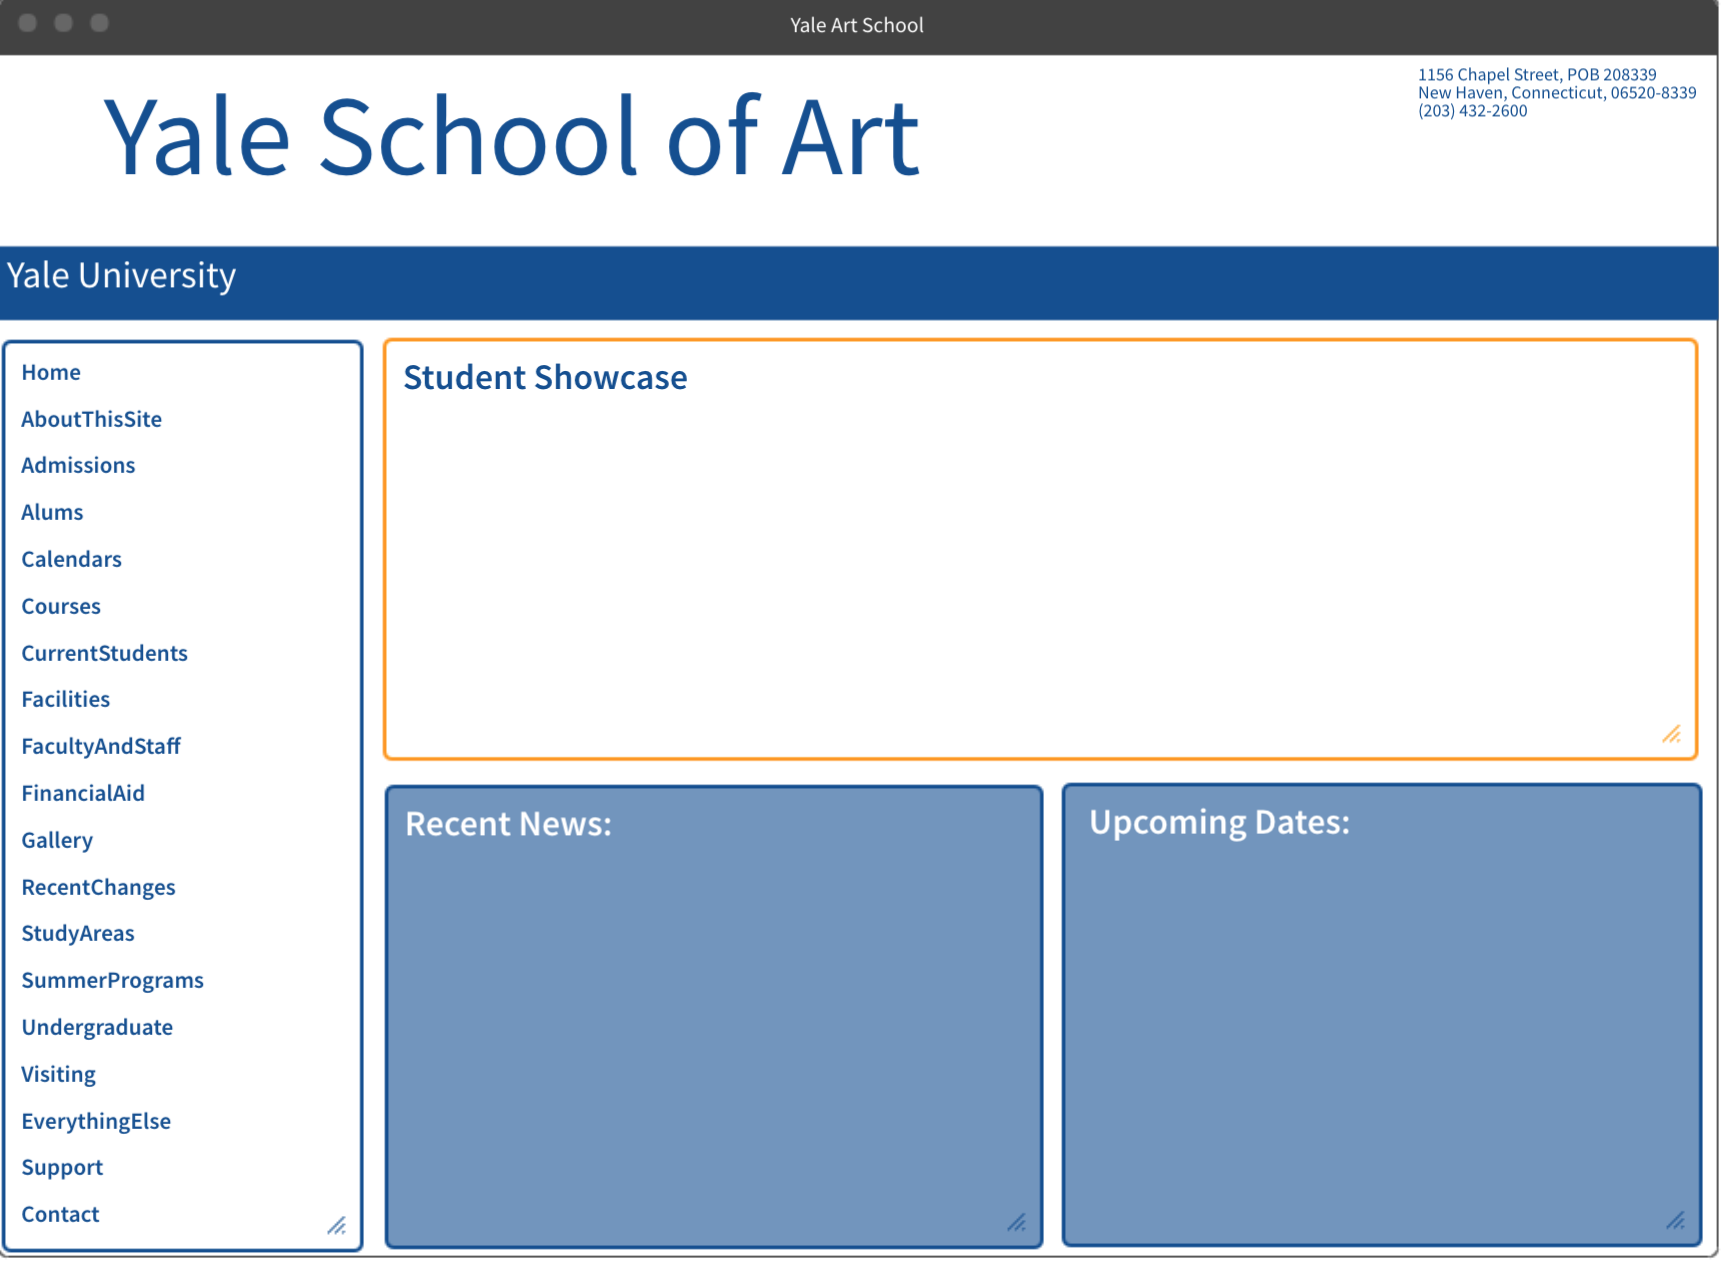 Yale Art School
Yale School of Art
1156 Chapel Street, POB 208339
New Haven, Connecticut, 06520-8339
(203) 432-2600
Yale University
Home
AboutThisSite
Admissions
Alums
Calendars
Courses
CurrentStudents
Facilities
FacultyAndStaff
FinancialAid
Gallery
RecentChanges
StudyAreas
SummerPrograms
Undergraduate
Visiting
EverythingElse
Support
Contact
Student Showcase
Recent News:
Upcoming Dates: